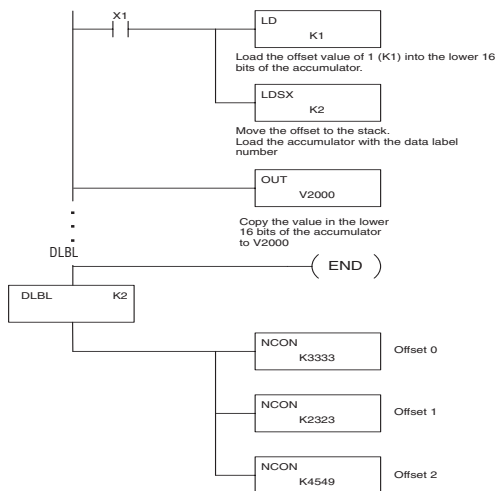 X1
LD
K1
Load the offset value of 1 (K1) into the lower 16
bits of the accumulator.
LDSX
K2
Move the offset to the stack.
Load the accumulator with the data label
number
OUT
V2000
Copy the value in the lower
16 bits of the accumulator
to V2000
DLBL
END
DLBL K2
NCON
K3333
Offset 0
NCON
K2323
Offset 1
NCON
K4549
Offset 2